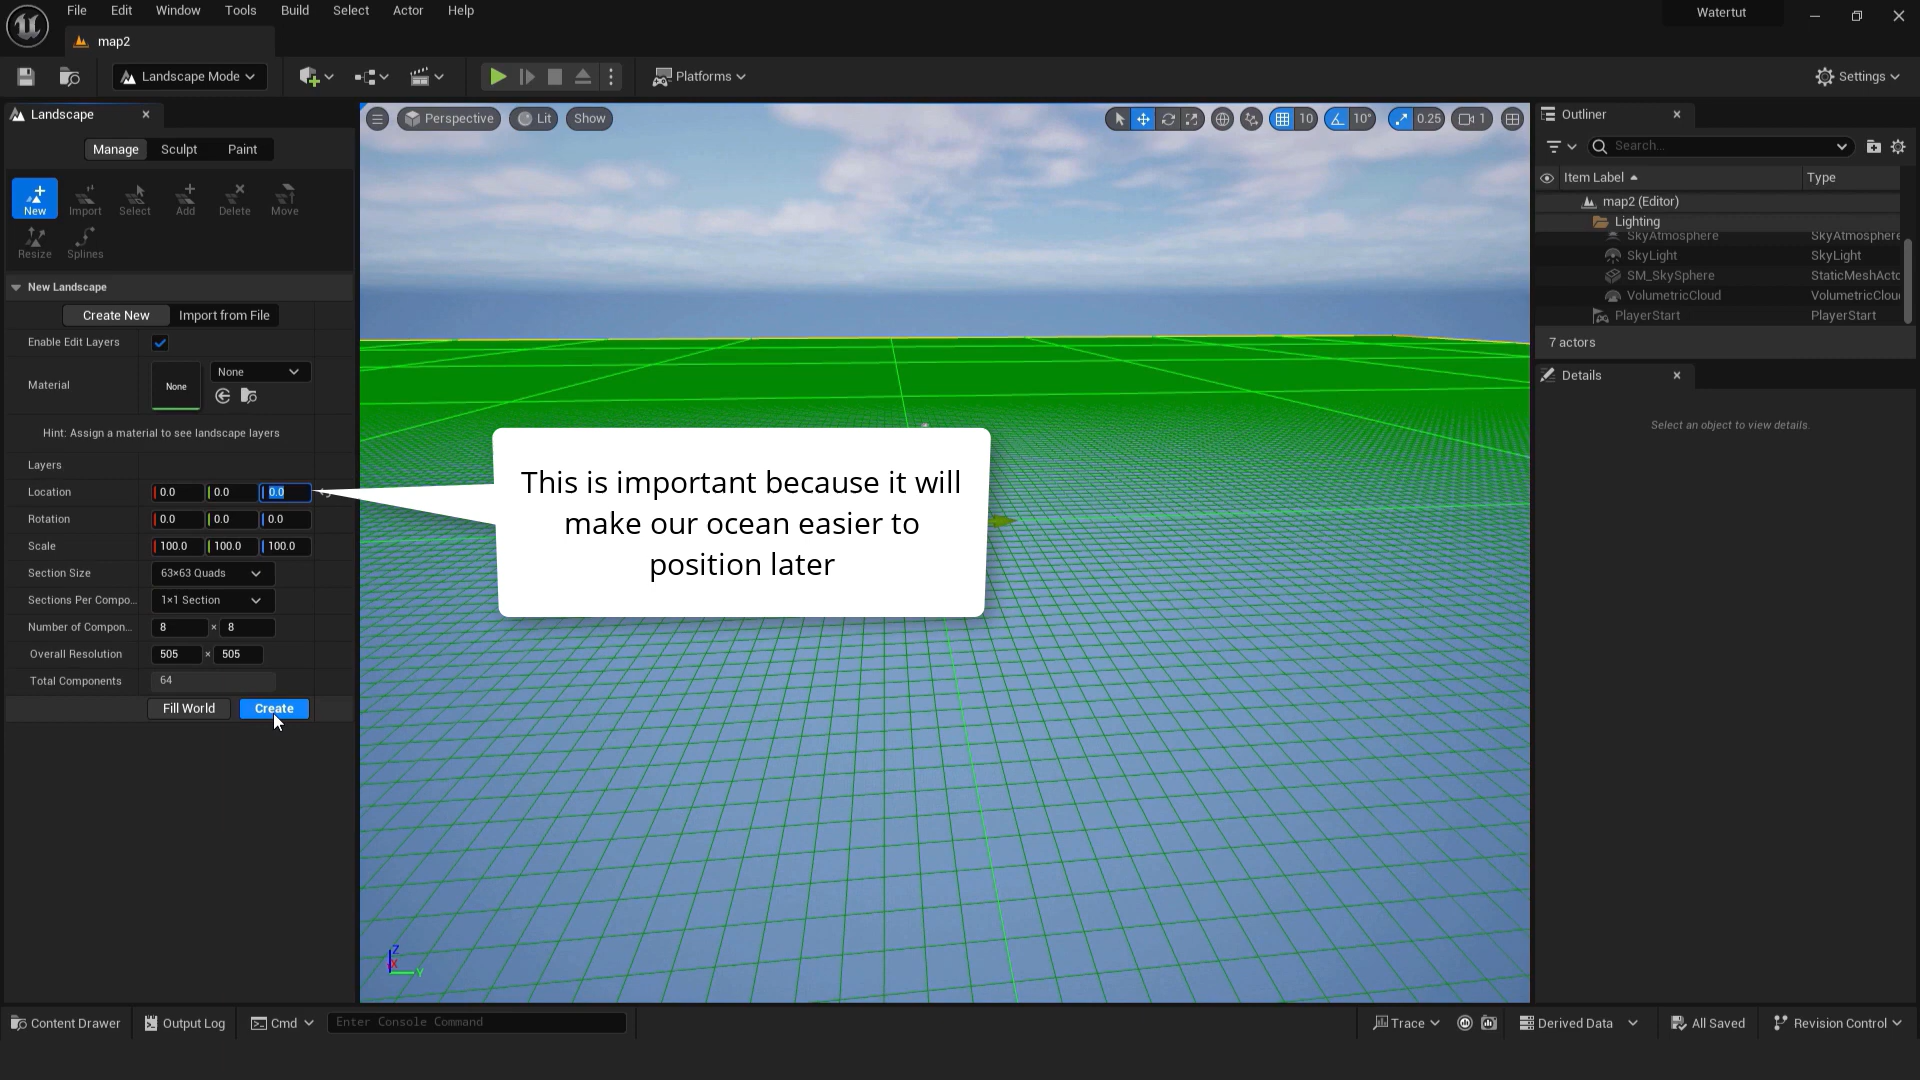 File Edit Window Tools Build Select Actor Help
Watertut
map2
Landscape Mode
Platforms
Settings
Landscape
Perspective
Lit
Show
10
10°
0.25
1
Outliner
Manage
Sculpt
Paint
Search...
Item Label
Type
New
Import
Select
Add
Delete
Move
map2 (Editor)
Lighting
SkyAtmosphere SkyAtmosphere
SkyLight SkyLight
SM_SkySphere StaticMeshActo
VolumetricCloud VolumetricClou
PlayerStart PlayerStart
7 actors
Resize
Splines
New Landscape
Create New
Import from File
Enable Edit Layers
Material
None
None
Details
Select an object to view details.
Hint: Assign a material to see landscape layers
Layers
Location 0.0 0.0 0.0
Rotation 0.0 0.0 0.0
Scale 100.0 100.0 100.0
Section Size 63×63 Quads
Sections Per Compo... 1×1 Section
Number of Compon... 8 × 8
Overall Resolution 505 × 505
Total Components 64
Fill World
Create
This is important because it will
make our ocean easier to
position later
Z
X
Y
Content Drawer
Output Log
Cmd
Enter Console Command
Trace
Derived Data
All Saved
Revision Control